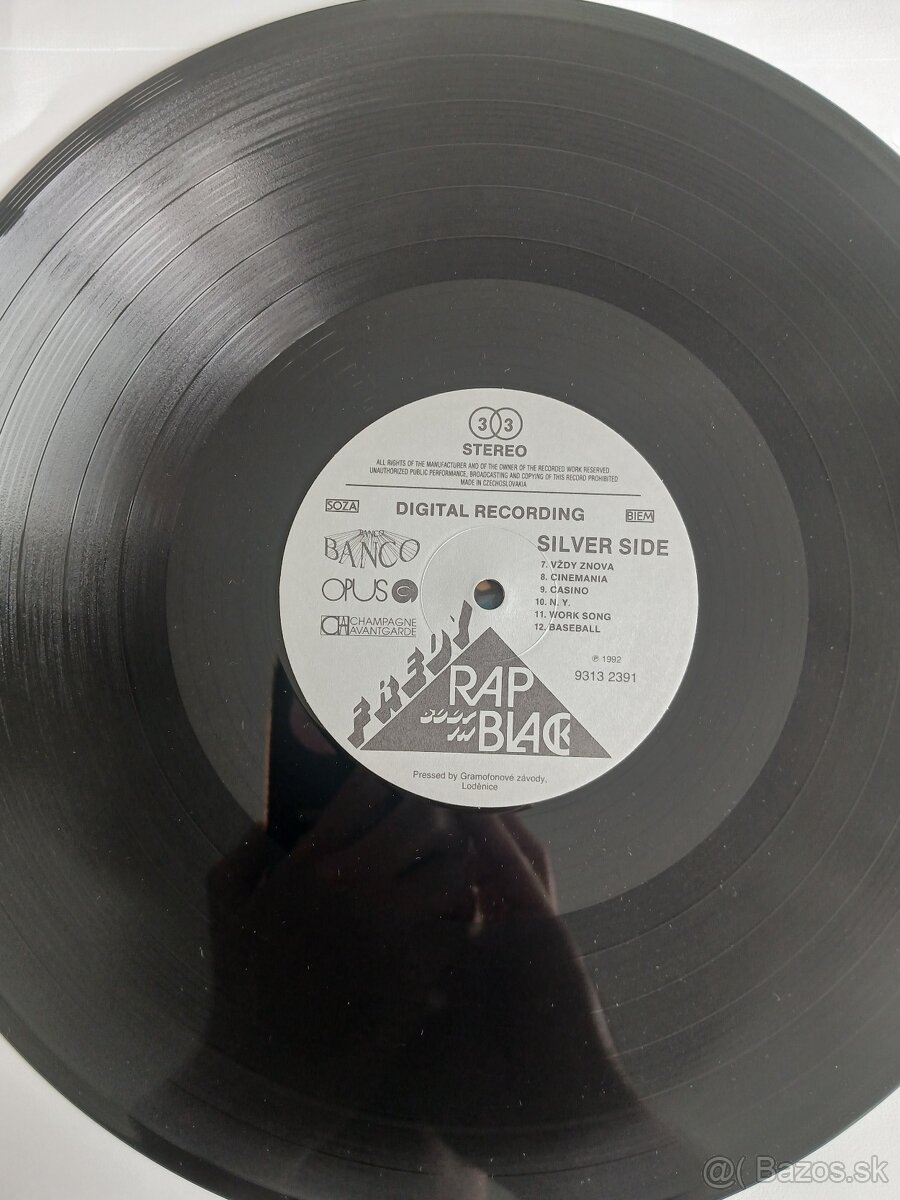 33
STEREO
ALL RIGHTS OF THE MANUFACTURER AND OF THE OWNER OF THE RECORDED WORK RESERVED
UNAUTHORIZED PUBLIC PERFORMANCE, BROADCASTING AND COPYING OF THIS RECORD PROHIBITED
MADE IN CZECHOSLOVAKIA
SOZA
DIGITAL RECORDING
BIEM
BANCO
BANCO
SILVER SIDE
OPUS
CHAMPAGNE
AVANTGARDE
7. VŽDY ZNOVA
8. CINEMANIA
9. CASINO
10. N. Y.
11. WORK SONG
12. BASEBALL
℗ 1992
9313 2391
FREDY
RAP
BODY
IN
BLACK
Pressed by Gramofonové závody,
Loděnice
@( Bazos.sk